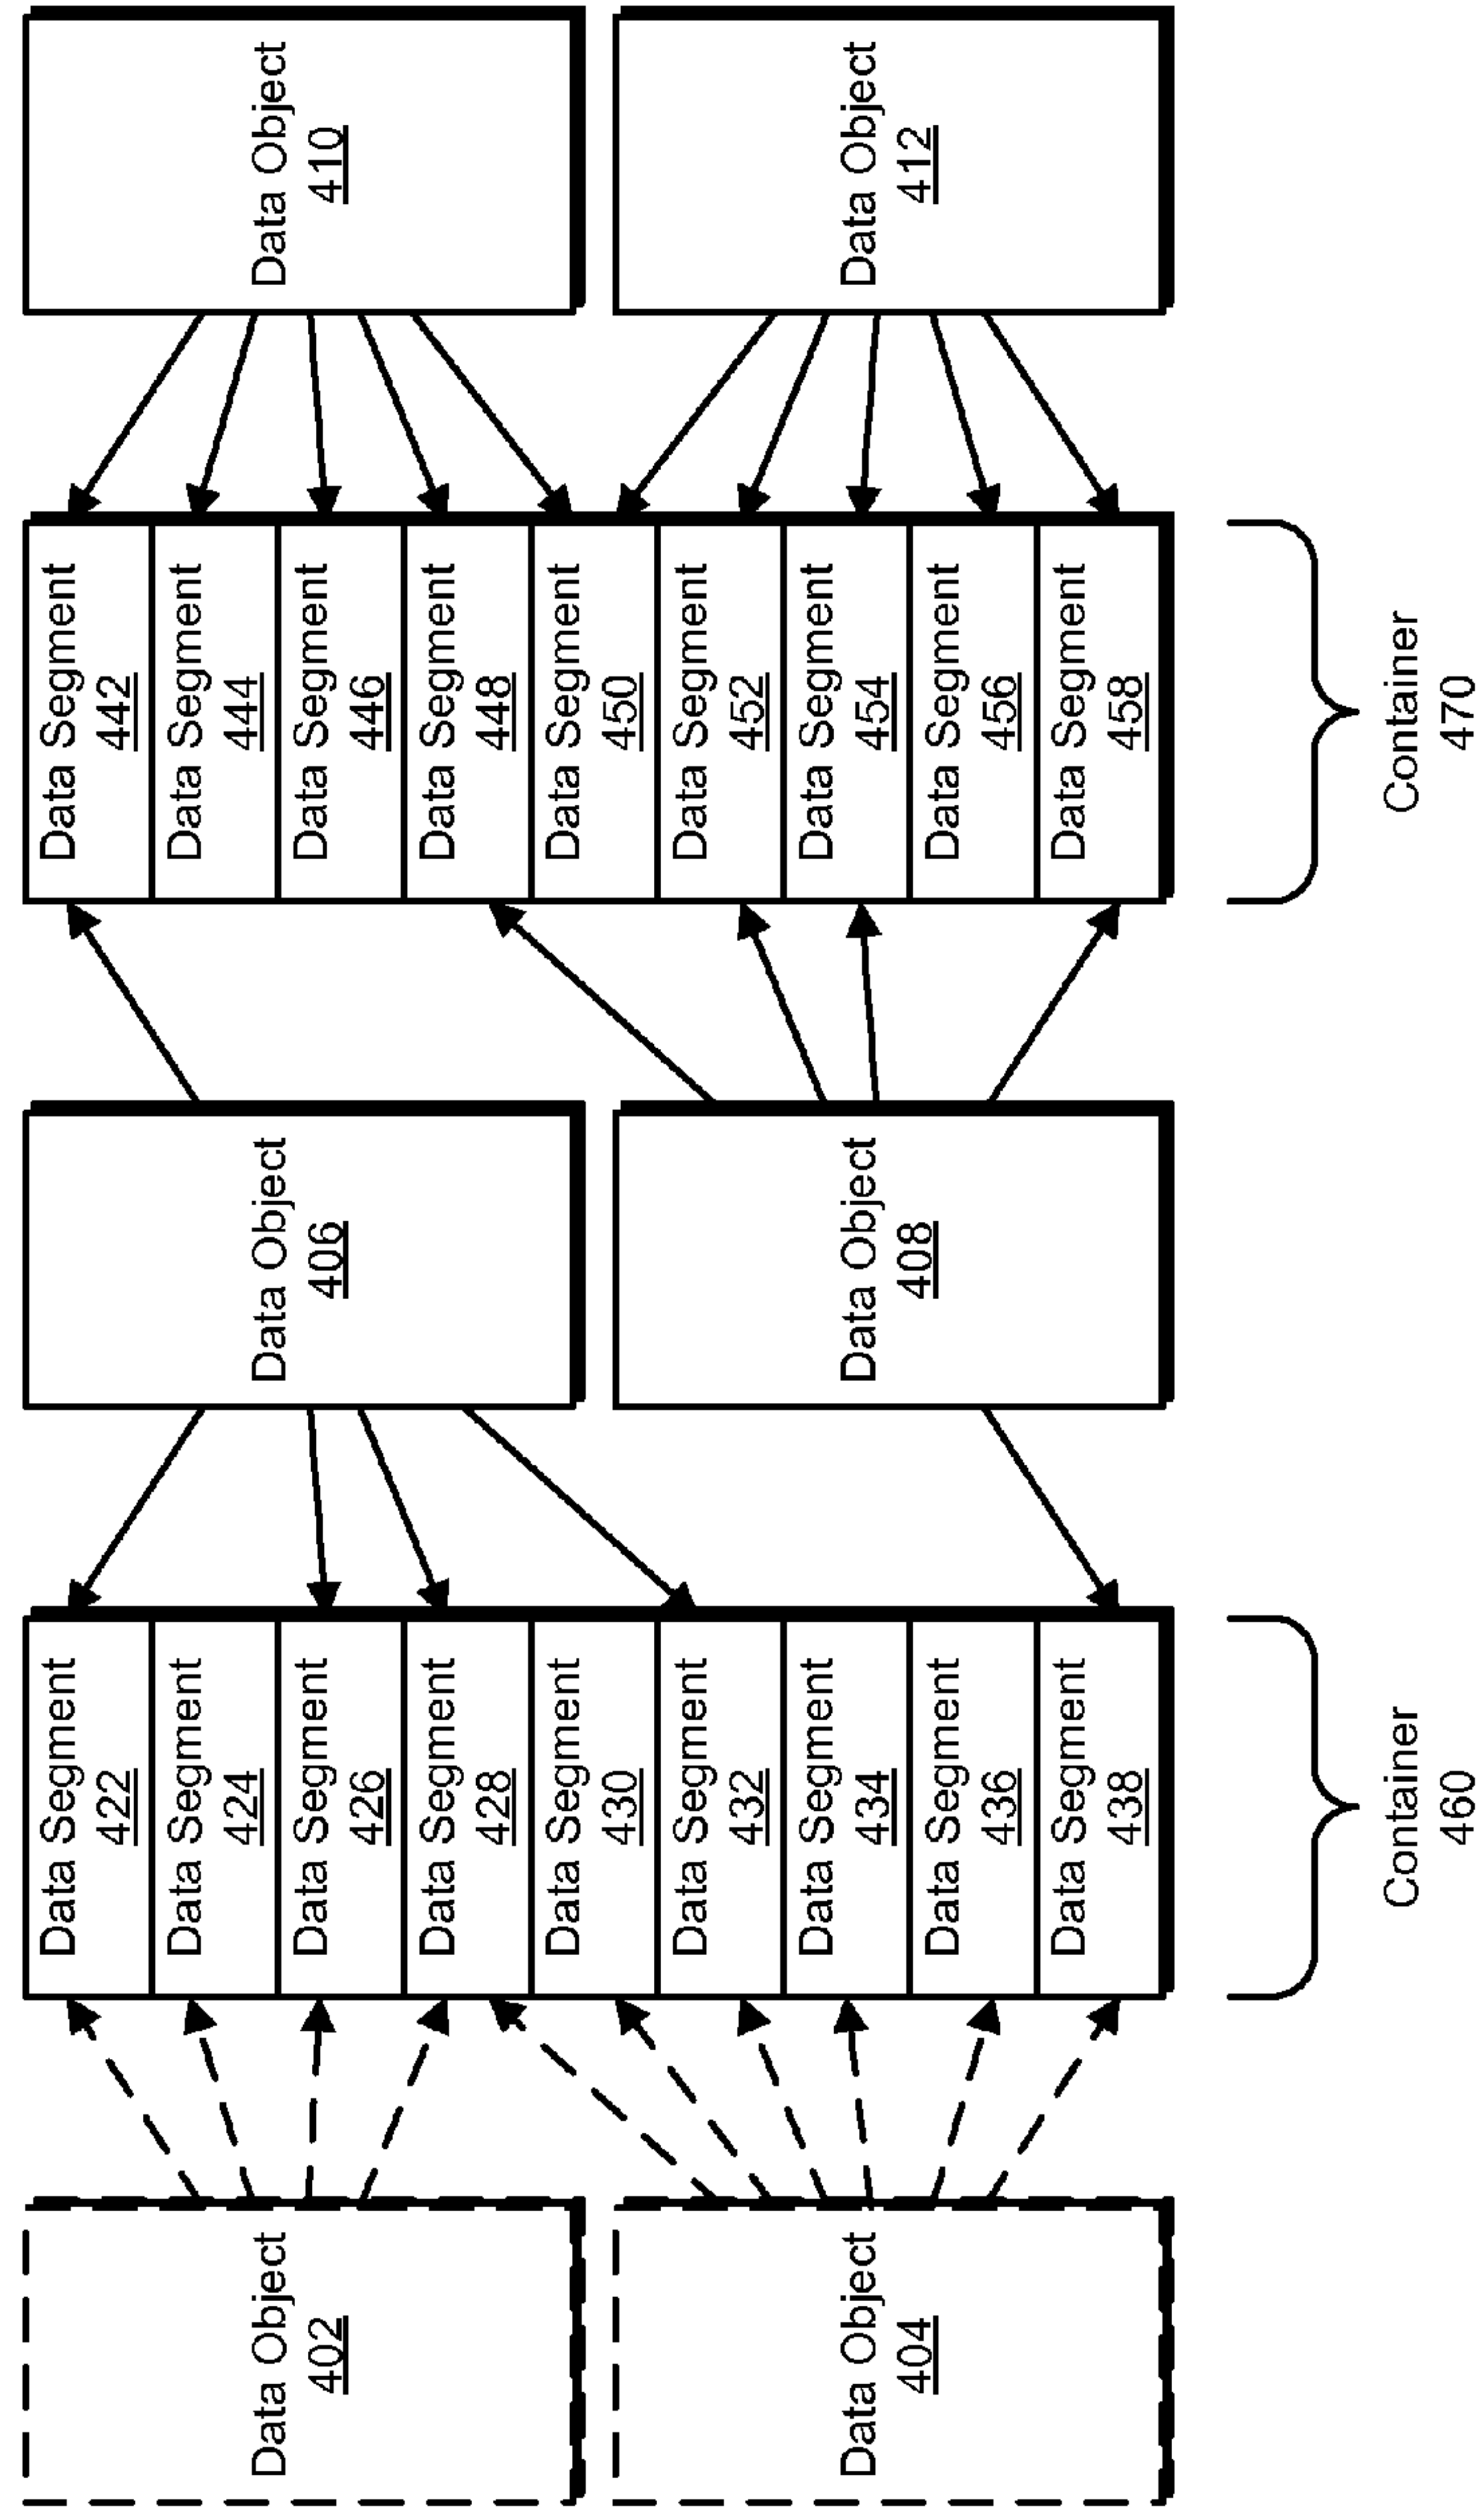 Data Object
402
Data Object
404
Data Segment
422
Data Segment
424
Data Segment
426
Data Segment
428
Data Segment
430
Data Segment
432
Data Segment
434
Data Segment
436
Data Segment
438
Container
460
Data Object
406
Data Object
408
Data Segment
442
Data Segment
444
Data Segment
446
Data Segment
448
Data Segment
450
Data Segment
452
Data Segment
454
Data Segment
456
Data Segment
458
Container
470
Data Object
410
Data Object
412